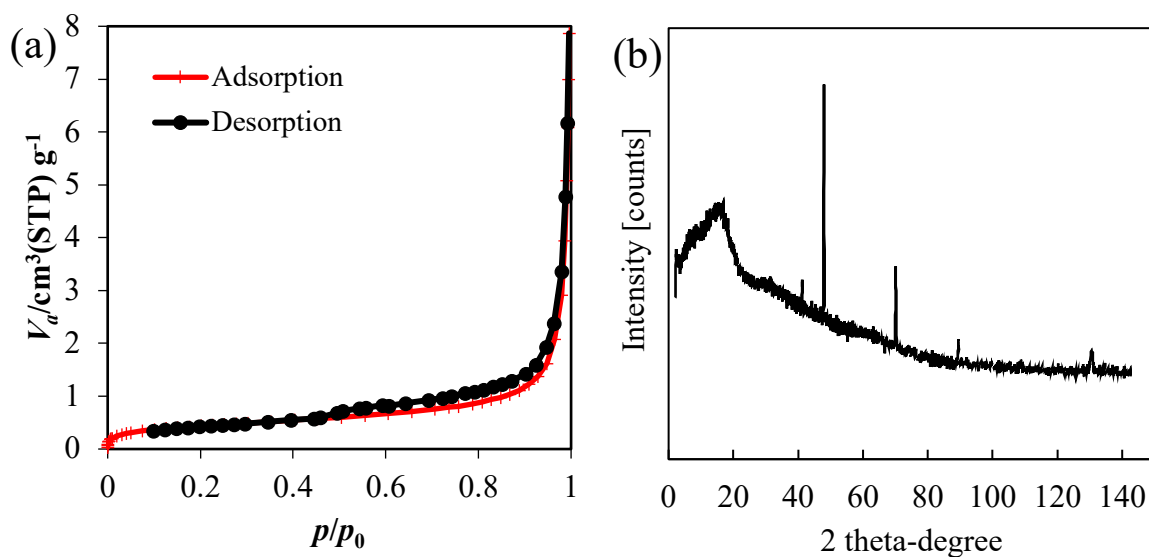 (a)
V_a/cm³(STP) g⁻¹
8
7
6
5
4
3
2
1
0
Adsorption
Desorption
0 0.2 0.4 0.6 0.8 1
p/p₀
(b)
Intensity [counts]
0 20 40 60 80 100 120 140
2 theta-degree